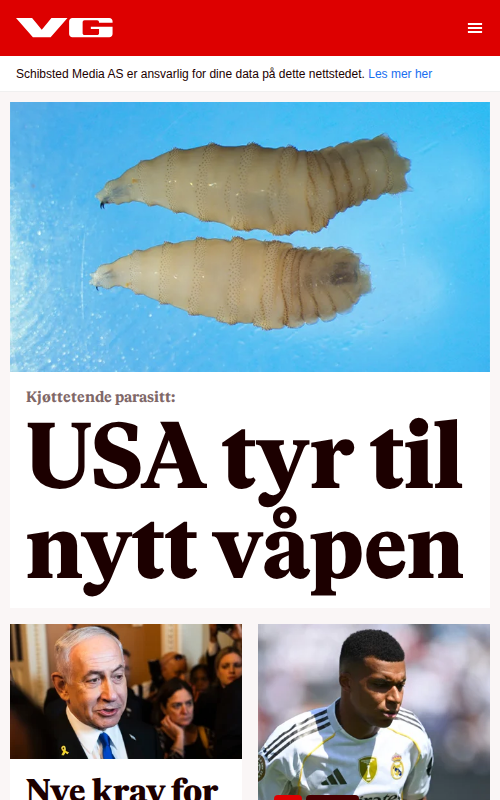 VG
Schibsted Media AS er ansvarlig for dine data på dette nettstedet. Les mer her
Kjøttetende parasitt:
USA tyr til
nytt våpen
Nye krav for